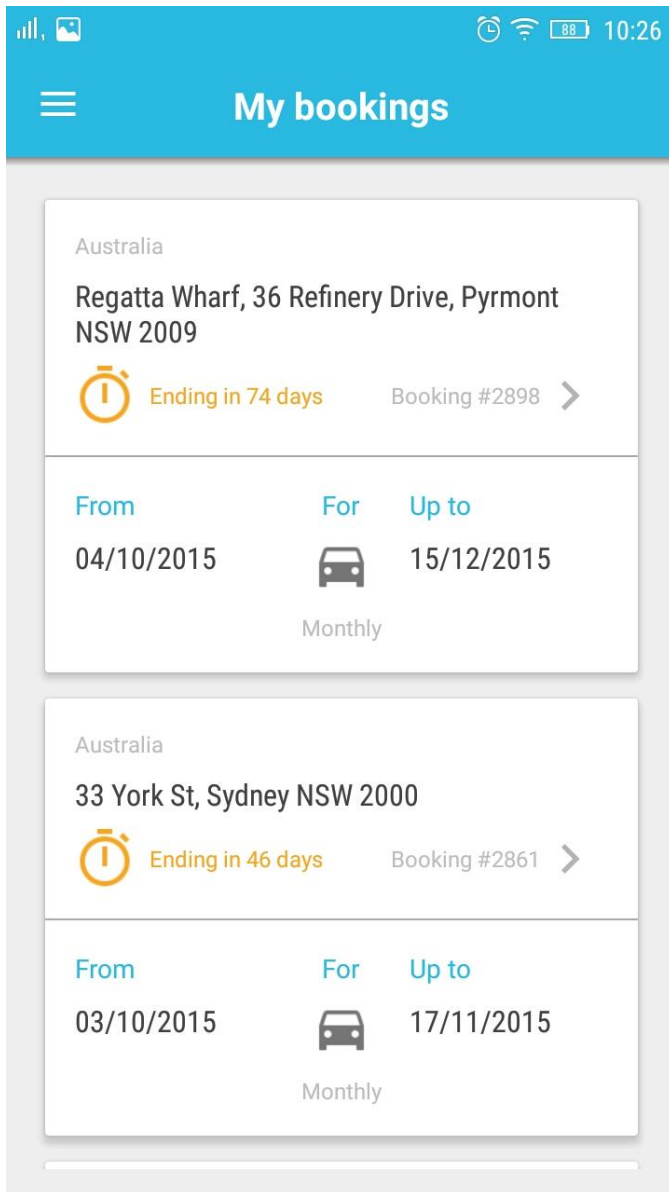 88 10:26
My bookings
Australia
Regatta Wharf, 36 Refinery Drive, Pyrmont
NSW 2009
Ending in 74 days Booking #2898
From For Up to
04/10/2015 15/12/2015
Monthly
Australia
33 York St, Sydney NSW 2000
Ending in 46 days Booking #2861
From For Up to
03/10/2015 17/11/2015
Monthly